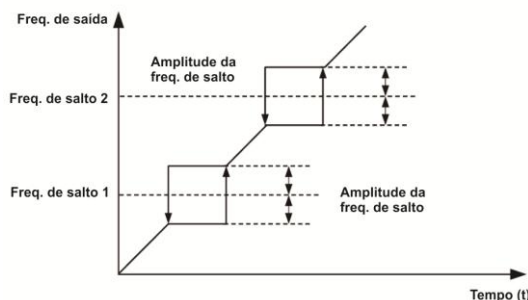 Freq. de saída
Amplitude da
freq. de salto
Freq. de salto 2
Freq. de salto 1
Amplitude da
freq. de salto
Tempo (t)